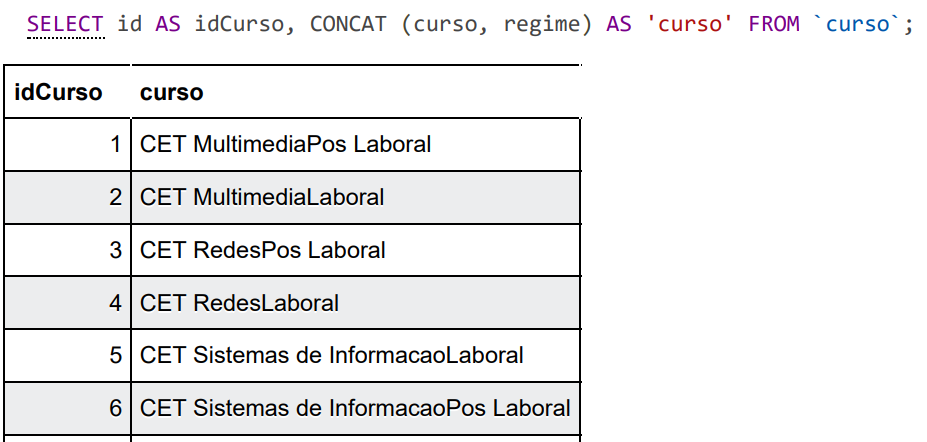 SELECT id AS idCurso, CONCAT (curso, regime) AS 'curso' FROM `curso`;
idCurso curso
1 CET MultimediaPos Laboral
2 CET MultimediaLaboral
3 CET RedesPos Laboral
4 CET RedesLaboral
5 CET Sistemas de InformacaoLaboral
6 CET Sistemas de InformacaoPos Laboral